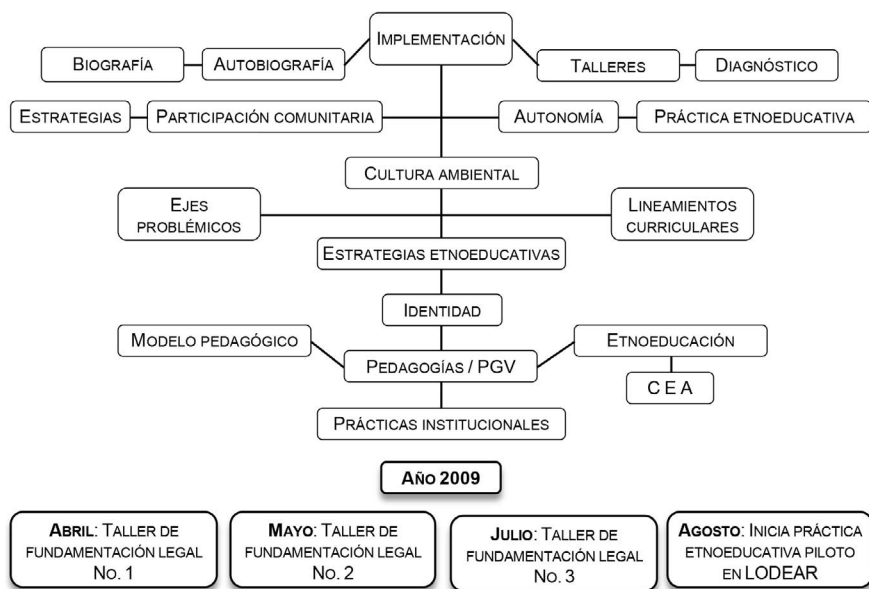 IMPLEMENTACIÓN
BIOGRAFÍA
AUTOBIOGRAFÍA
TALLERES
DIAGNÓSTICO
ESTRATEGIAS
PARTICIPACIÓN COMUNITARIA
AUTONOMÍA
PRÁCTICA ETNOEDUCATIVA
CULTURA AMBIENTAL
EJES
PROBLÉMICOS
LINEAMIENTOS
CURRICULARES
ESTRATEGIAS ETNOEDUCATIVAS
IDENTIDAD
MODELO PEDAGÓGICO
ETNOEDUCACIÓN
PEDAGOGÍAS / PGV
C E A
PRÁCTICAS INSTITUCIONALES
AÑO 2009
ABRIL: TALLER DE
FUNDAMENTACIÓN LEGAL
NO. 1
MAYO: TALLER DE
FUNDAMENTACIÓN LEGAL
NO. 2
JULIO: TALLER DE
FUNDAMENTACIÓN LEGAL
NO. 3
AGOSTO: INICIA PRÁCTICA
ETNOEDUCATIVA PILOTO
EN LODEAR